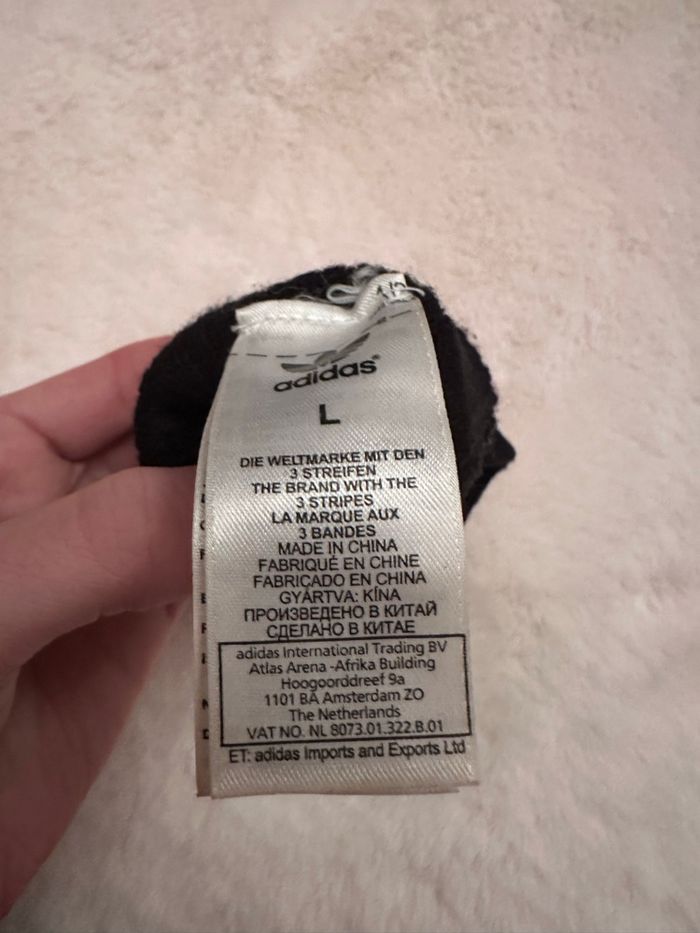 adidas
L
DIE WELTMARKE MIT DEN
3 STREIFEN
THE BRAND WITH THE
3 STRIPES
LA MARQUE AUX
3 BANDES
MADE IN CHINA
FABRIQUÉ EN CHINE
FABRICADO EN CHINA
GYÁRTVA: KÍNA
ПРОИЗВЕДЕНО В КИТАЙ
СДЕЛАНО В КИТАЕ
adidas International Trading BV
Atlas Arena -Afrika Building
Hoogoorddreef 9a
1101 BA Amsterdam ZO
The Netherlands
VAT NO. NL 8073.01.322.B.01
ET: adidas Imports and Exports Ltd